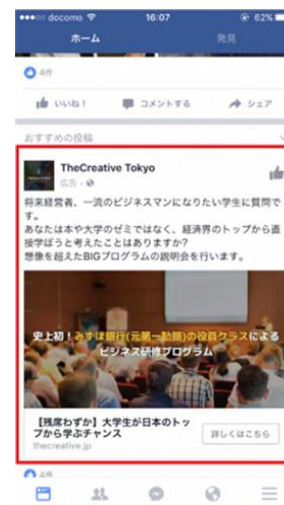 docomo
16:07
62%
ホーム
発見
4件
いいね！
コメントする
シェア
おすすめの投稿
TheCreative Tokyo
広告
将来経営者、一流のビジネスマンになりたい学生に質問で
す。
あなたは本や大学のゼミではなく、経済界のトップから直
接学ぼうと考えたことはありますか?
想像を超えたBIGプログラムの説明会を行います。
史上初！みずほ銀行(元第一勧銀)の役員クラスによる
ビジネス研修プログラム
【残席わずか】大学生が日本のトッ
プから学ぶチャンス
詳しくはこちら
thecreative.jp
4件